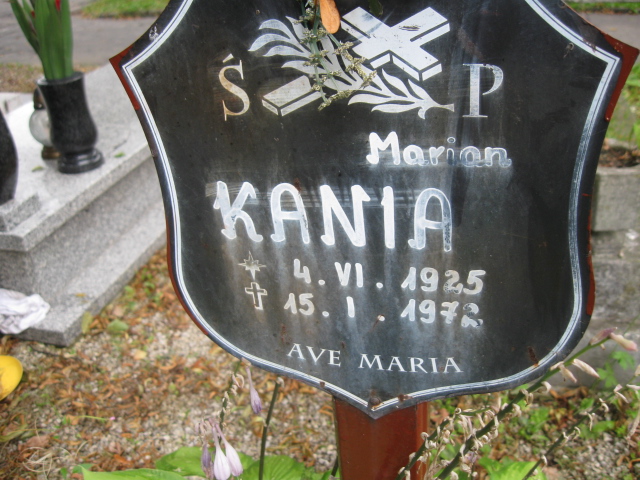 Ś P
Marian
KANIA
4. VI. 1925
15. I. 1972
AVE MARIA